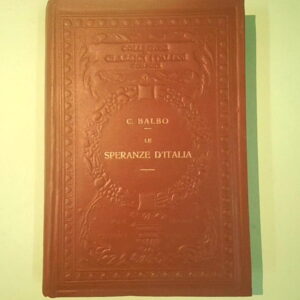 CLASSICI ITALIANI
C. BALBO
LE
SPERANZE D'ITALIA